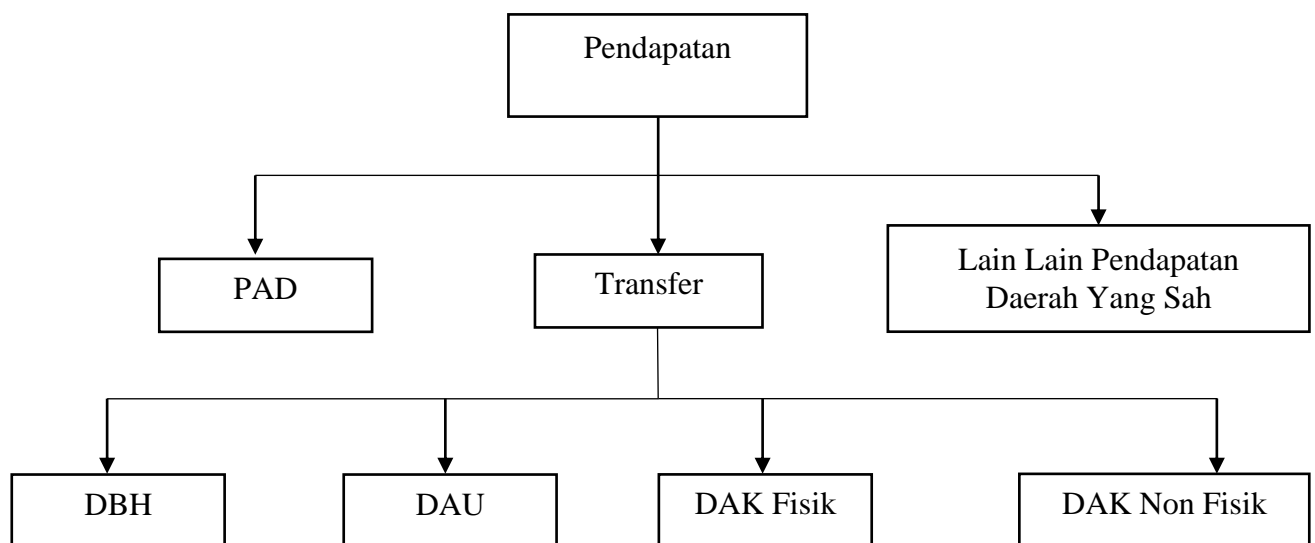 Pendapatan
PAD
Transfer
Lain Lain Pendapatan
Daerah Yang Sah
DBH
DAU
DAK Fisik
DAK Non Fisik